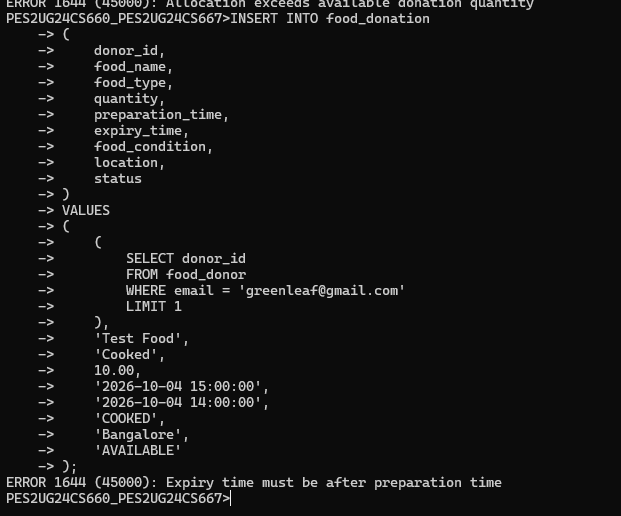 ERROR 1644 (45000): Allocation exceeds available donation quantity
PES2UG24CS660_PES2UG24CS667>INSERT INTO food_donation
    -> (
    ->     donor_id,
    ->     food_name,
    ->     food_type,
    ->     quantity,
    ->     preparation_time,
    ->     expiry_time,
    ->     food_condition,
    ->     location,
    ->     status
    -> )
    -> VALUES
    -> (
    ->     (
    ->         SELECT donor_id
    ->         FROM food_donor
    ->         WHERE email = 'greenleaf@gmail.com'
    ->         LIMIT 1
    ->     ),
    ->     'Test Food',
    ->     'Cooked',
    ->     10.00,
    ->     '2026-10-04 15:00:00',
    ->     '2026-10-04 14:00:00',
    ->     'COOKED',
    ->     'Bangalore',
    ->     'AVAILABLE'
    -> );
ERROR 1644 (45000): Expiry time must be after preparation time
PES2UG24CS660_PES2UG24CS667>